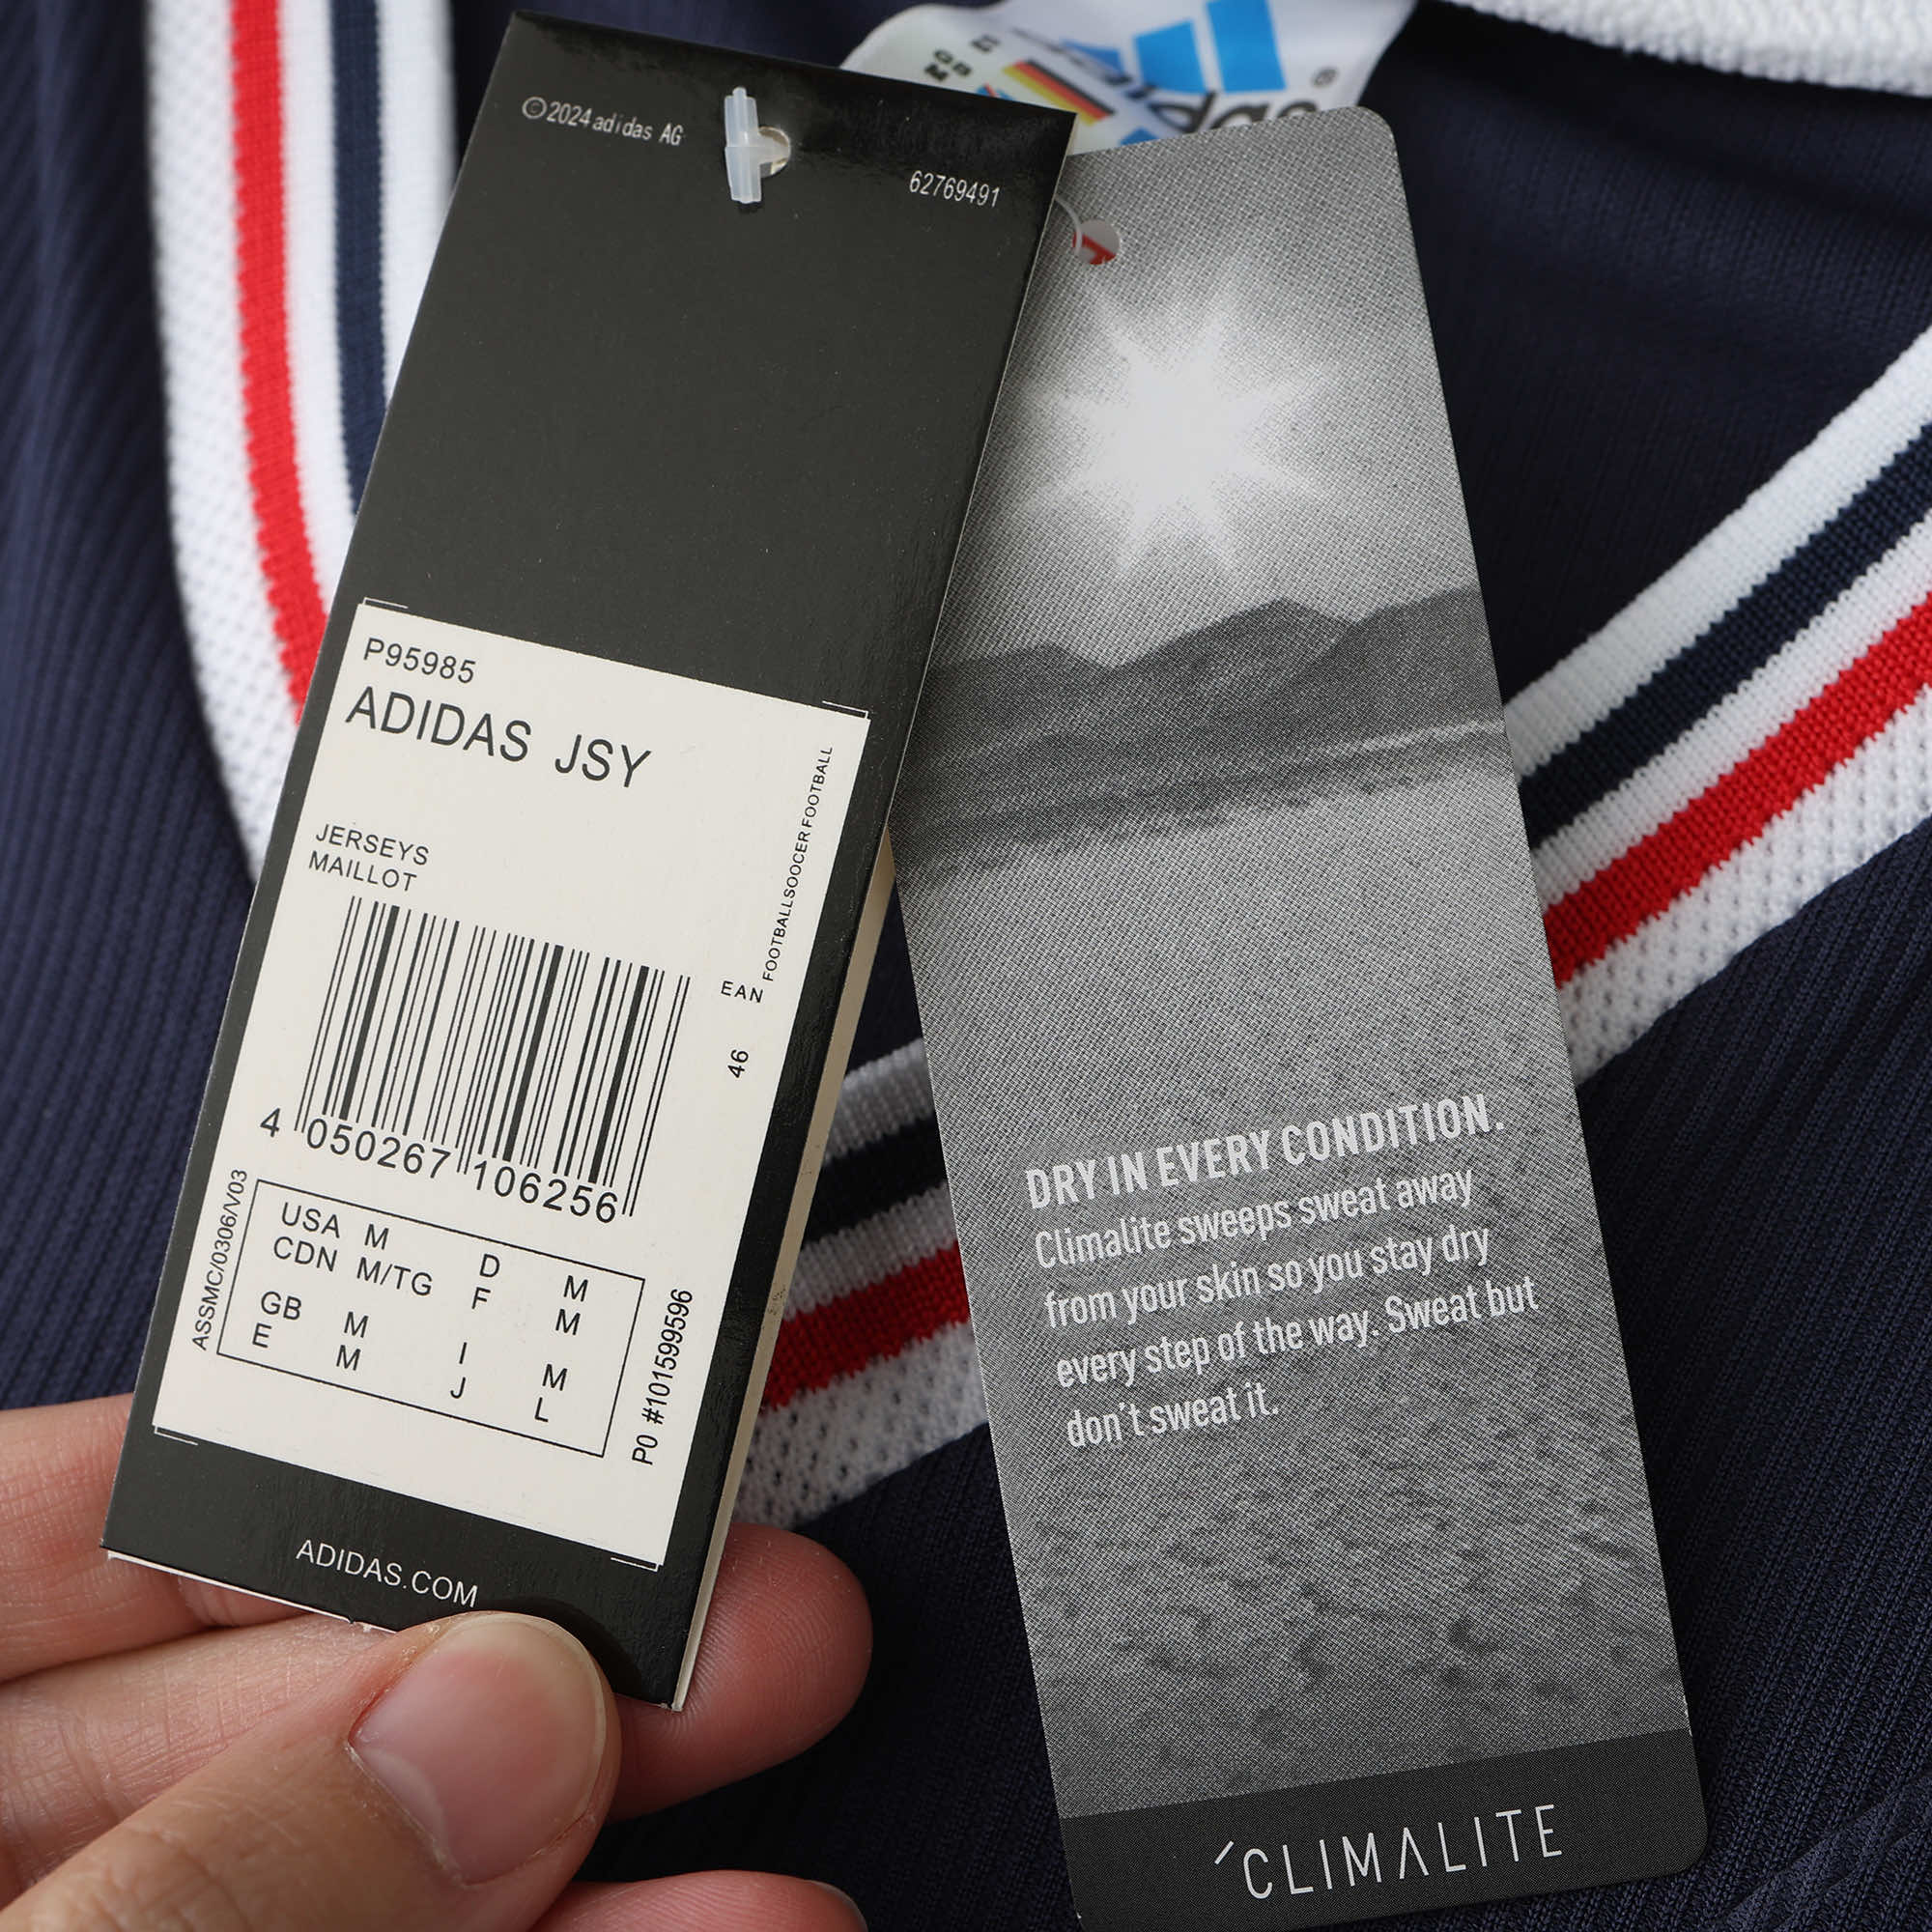 ©2024 adidas AG
62769491
P95985
ADIDAS JSY
JERSEYS
MAILLOT
FOOTBALLSOCCER FOOTBALL
EAN
46
4 050267 106256
ASSMC/0306/V03
USA M D M
CDN M/TG F M
GB M I M
E M J L
PO #101599596
ADIDAS.COM
GB
M
adidas
®
DRY IN EVERY CONDITION.
Climalite sweeps sweat away
from your skin so you stay dry
every step of the way. Sweat but
don't sweat it.
CLIMALITE